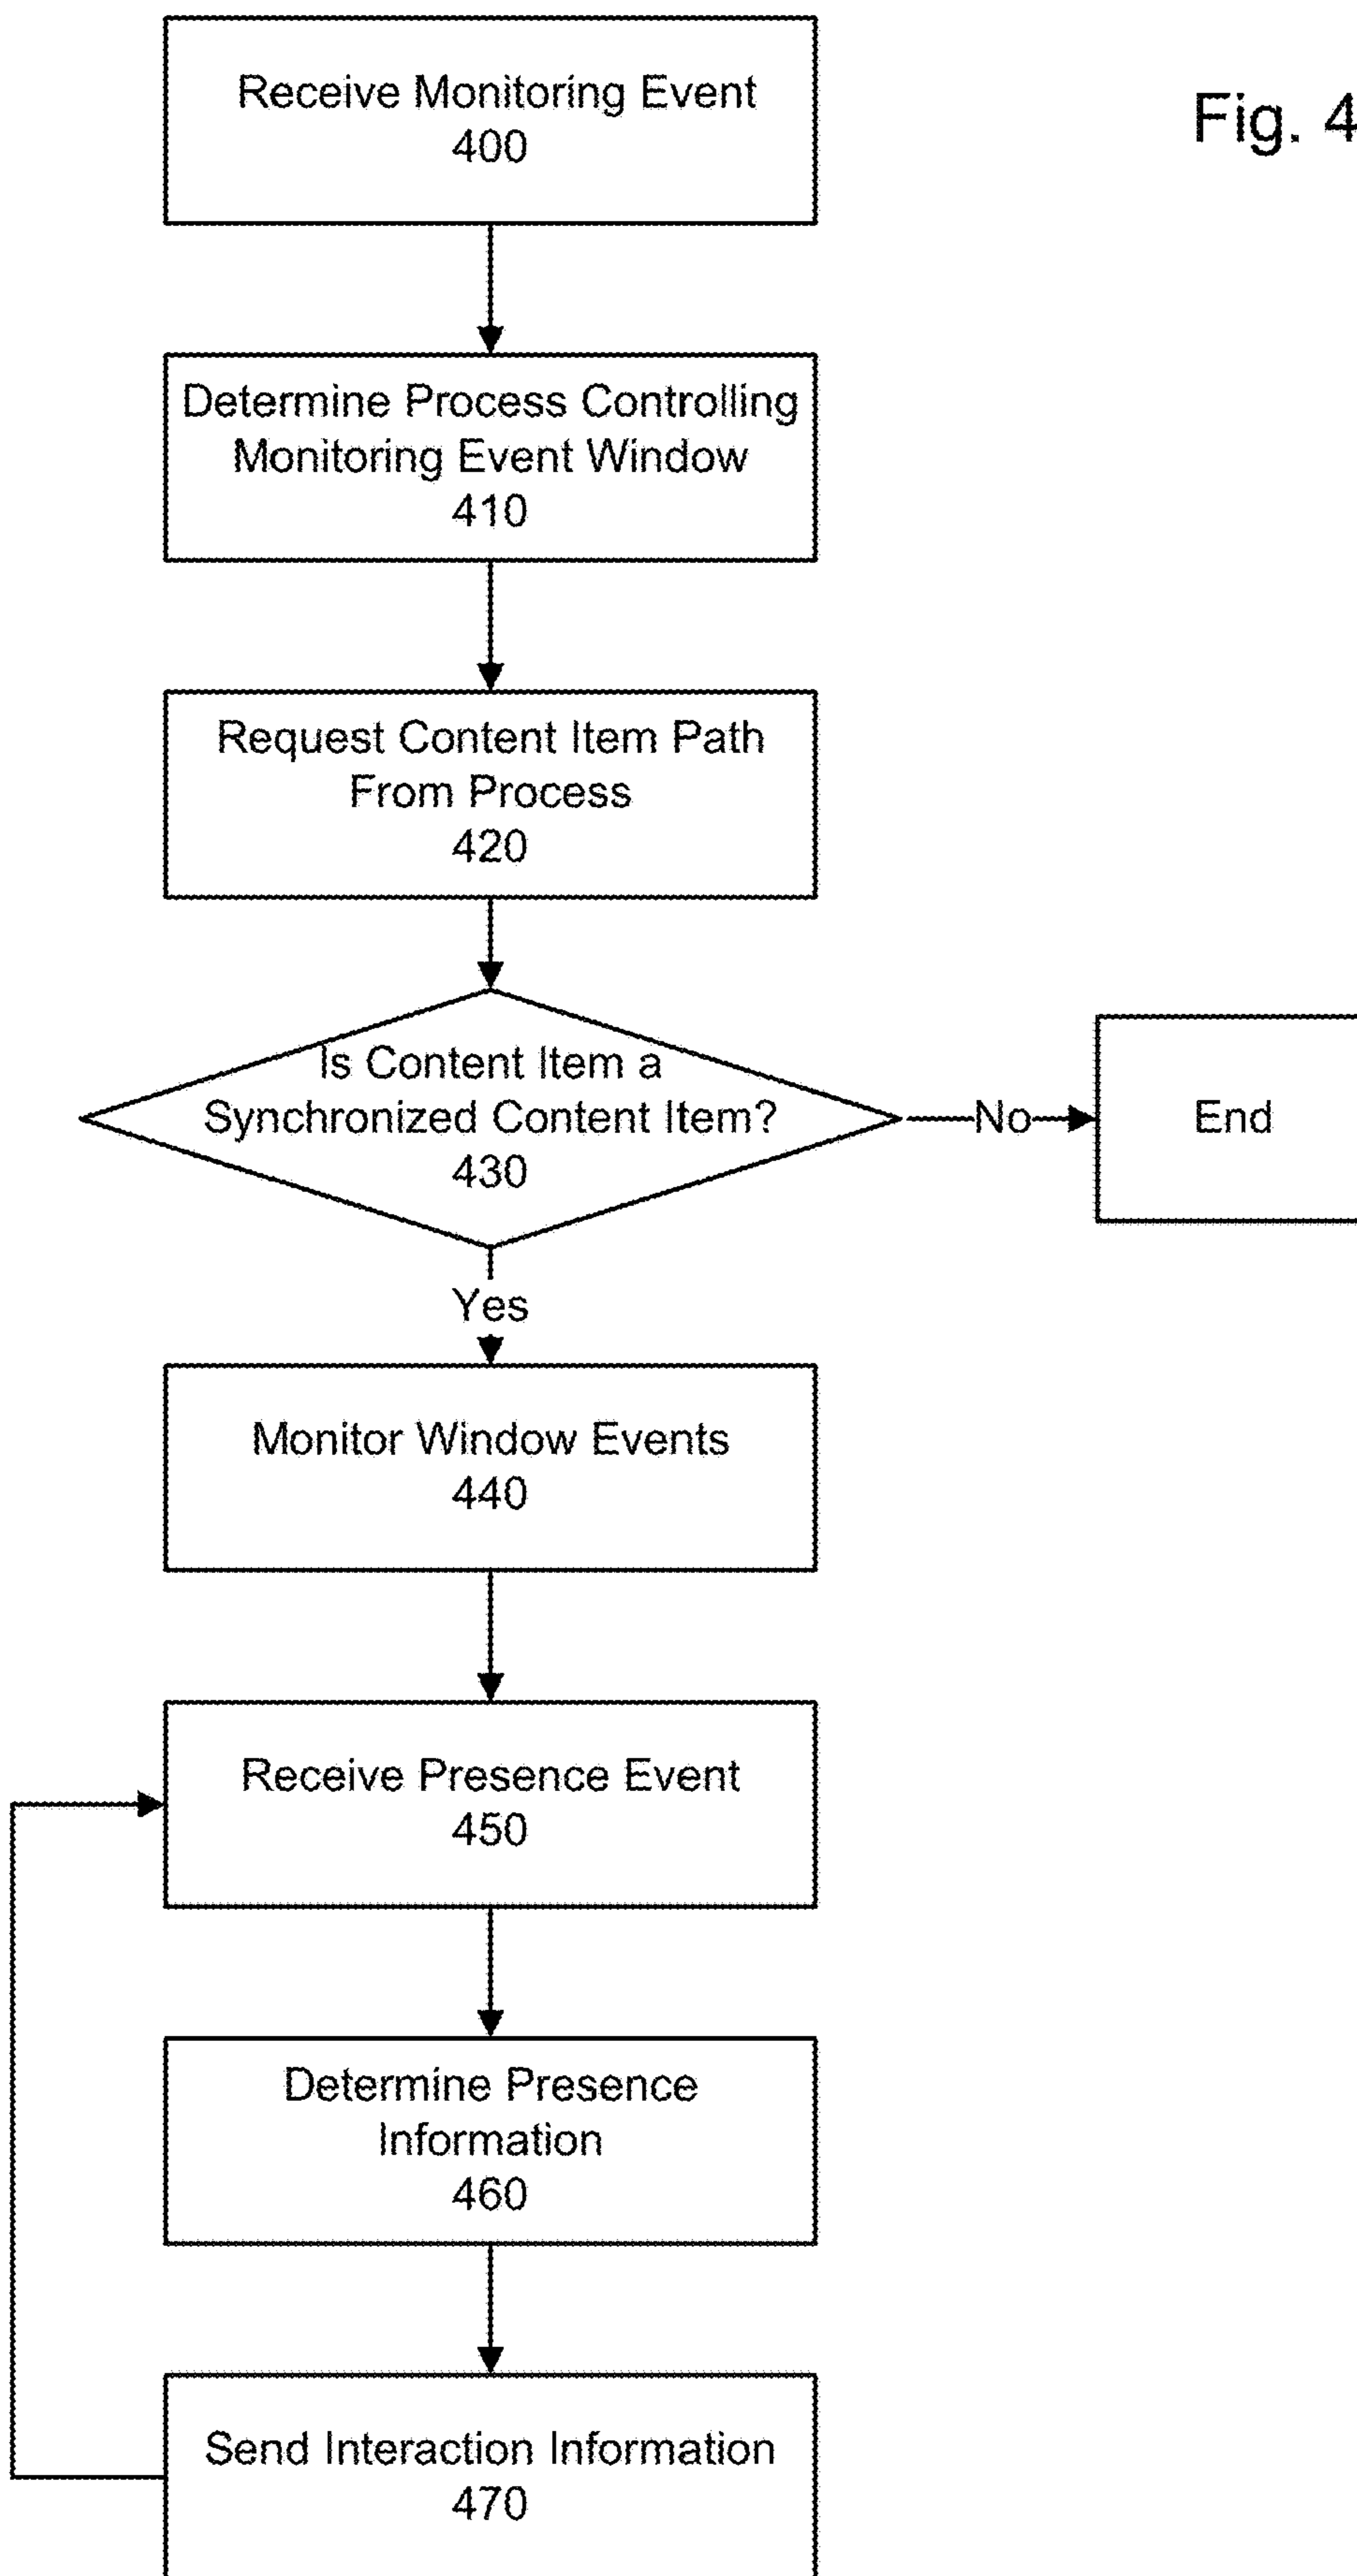 Receive Monitoring Event
400
Fig. 4
Determine Process Controlling
Monitoring Event Window
410
Request Content Item Path
From Process
420
Is Content Item a
Synchronized Content Item?
430
No
End
Yes
Monitor Window Events
440
Receive Presence Event
450
Determine Presence
Information
460
Send Interaction Information
470